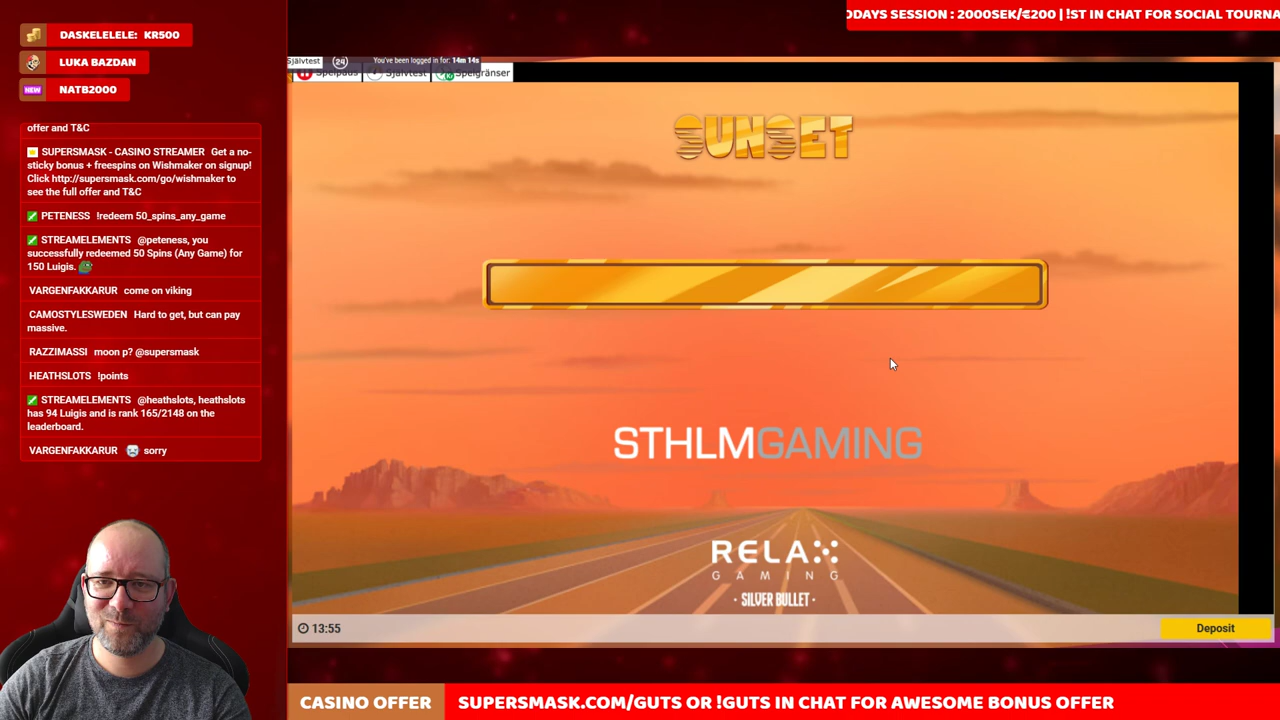 DASKELELELE: KR500
LUKA BAZDAN
NEW NATB2000
offer and T&C
SUPERSMASK - CASINO STREAMER Get a no-
sticky bonus + freespins on Wishmaker on signup!
Click http://supersmask.com/go/wishmaker to
see the full offer and T&C
PETENESS !redeem 50_spins_any_game
STREAMELEMENTS @peteness, you
successfully redeemed 50 Spins (Any Game) for
150 Luigis.
VARGENFAKKARUR come on viking
CAMOSTYLESWEDEN Hard to get, but can pay
massive.
RAZZIMASSI moon p? @supersmask
HEATHSLOTS !points
STREAMELEMENTS @heathslots, heathslots
has 94 Luigis and is rank 165/2148 on the
leaderboard.
VARGENFAKKARUR sorry
ODAYS SESSION : 2000SEK/€200 | !ST IN CHAT FOR SOCIAL TOURNA
Självtest 24 You've been logged in for: 14m 14s
Spelpaus Självtest Spelgränser
SUNSET
STHLMGAMING
RELAX
GAMING
· SILVER BULLET ·
13:55 Deposit
CASINO OFFER SUPERSMASK.COM/GUTS OR !GUTS IN CHAT FOR AWESOME BONUS OFFER